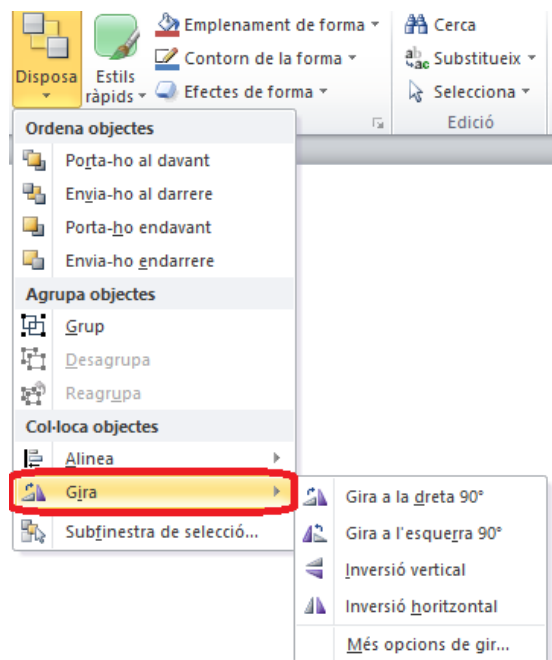 Disposa
Estils
ràpids
Emplenament de forma
Contorn de la forma
Efectes de forma
Cerca
Substitueix
Selecciona
Edició
Ordena objectes
Porta-ho al davant
Envia-ho al darrere
Porta-ho endavant
Envia-ho endarrere
Agrupa objectes
Grup
Desagrupa
Reagrupa
Col·loca objectes
Alinea
Gira
Subfinestra de selecció...
Gira a la dreta 90°
Gira a l'esquerra 90°
Inversió vertical
Inversió horitzontal
Més opcions de gir...